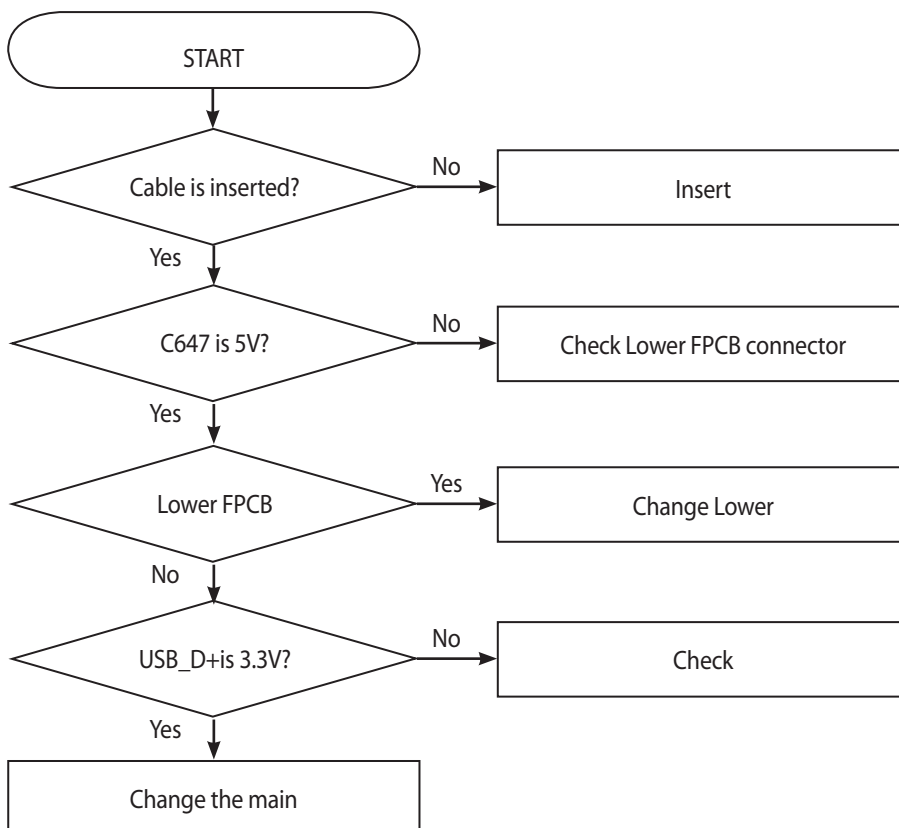 START
Cable is inserted?
No
Insert
Yes
C647 is 5V?
No
Check Lower FPCB connector
Yes
Lower FPCB
Yes
Change Lower
No
USB_D+is 3.3V?
No
Check
Yes
Change the main